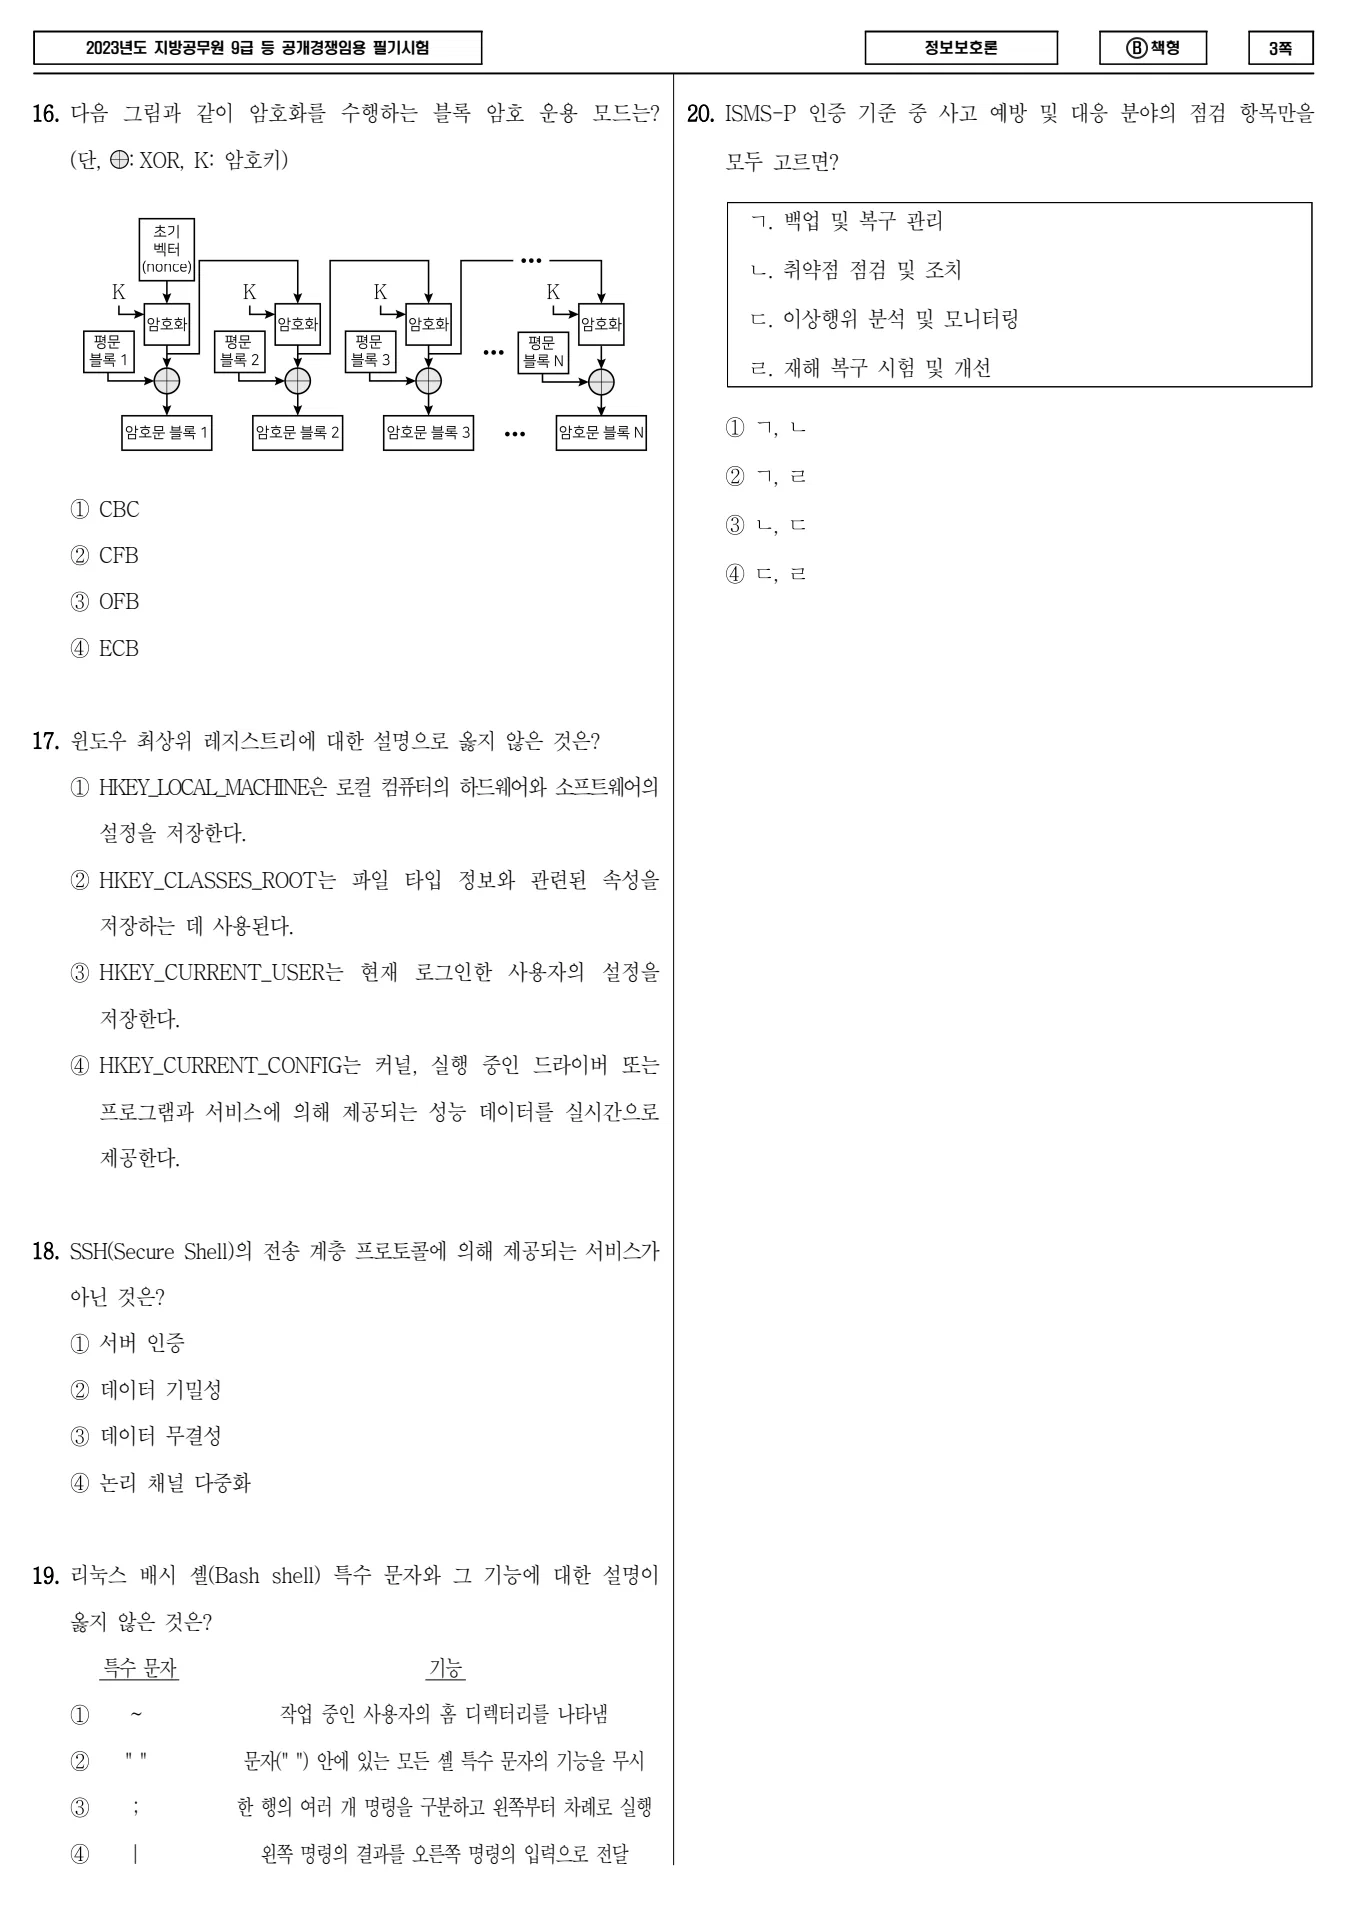 2023년도 지방공무원 9급 등 공개경쟁임용 필기시험
정보보호론
Ⓑ책형
3쪽
16. 다음 그림과 같이 암호화를 수행하는 블록 암호 운용 모드는?
(단, ⊕: XOR, K: 암호키)
초기
벡터
(nonce)
K K K K
암호화 암호화 암호화 암호화
평문
블록 1
평문
블록 2
평문
블록 3
평문
블록 N
•••
•••
암호문 블록 1 암호문 블록 2 암호문 블록 3 ••• 암호문 블록 N
① CBC
② CFB
③ OFB
④ ECB
17. 윈도우 최상위 레지스트리에 대한 설명으로 옳지 않은 것은?
① HKEY_LOCAL_MACHINE은 로컬 컴퓨터의 하드웨어와 소프트웨어의
설정을 저장한다.
② HKEY_CLASSES_ROOT는 파일 타입 정보와 관련된 속성을
저장하는 데 사용된다.
③ HKEY_CURRENT_USER는 현재 로그인한 사용자의 설정을
저장한다.
④ HKEY_CURRENT_CONFIG는 커널, 실행 중인 드라이버 또는
프로그램과 서비스에 의해 제공되는 성능 데이터를 실시간으로
제공한다.
18. SSH(Secure Shell)의 전송 계층 프로토콜에 의해 제공되는 서비스가
아닌 것은?
① 서버 인증
② 데이터 기밀성
③ 데이터 무결성
④ 논리 채널 다중화
19. 리눅스 배시 셸(Bash shell) 특수 문자와 그 기능에 대한 설명이
옳지 않은 것은?
특수 문자 기능
① ~ 작업 중인 사용자의 홈 디렉터리를 나타냄
② " " 문자(" ") 안에 있는 모든 셸 특수 문자의 기능을 무시
③ ; 한 행의 여러 개 명령을 구분하고 왼쪽부터 차례로 실행
④ | 왼쪽 명령의 결과를 오른쪽 명령의 입력으로 전달
20. ISMS-P 인증 기준 중 사고 예방 및 대응 분야의 점검 항목만을
모두 고르면?
ㄱ. 백업 및 복구 관리
ㄴ. 취약점 점검 및 조치
ㄷ. 이상행위 분석 및 모니터링
ㄹ. 재해 복구 시험 및 개선
① ㄱ, ㄴ
② ㄱ, ㄹ
③ ㄴ, ㄷ
④ ㄷ, ㄹ